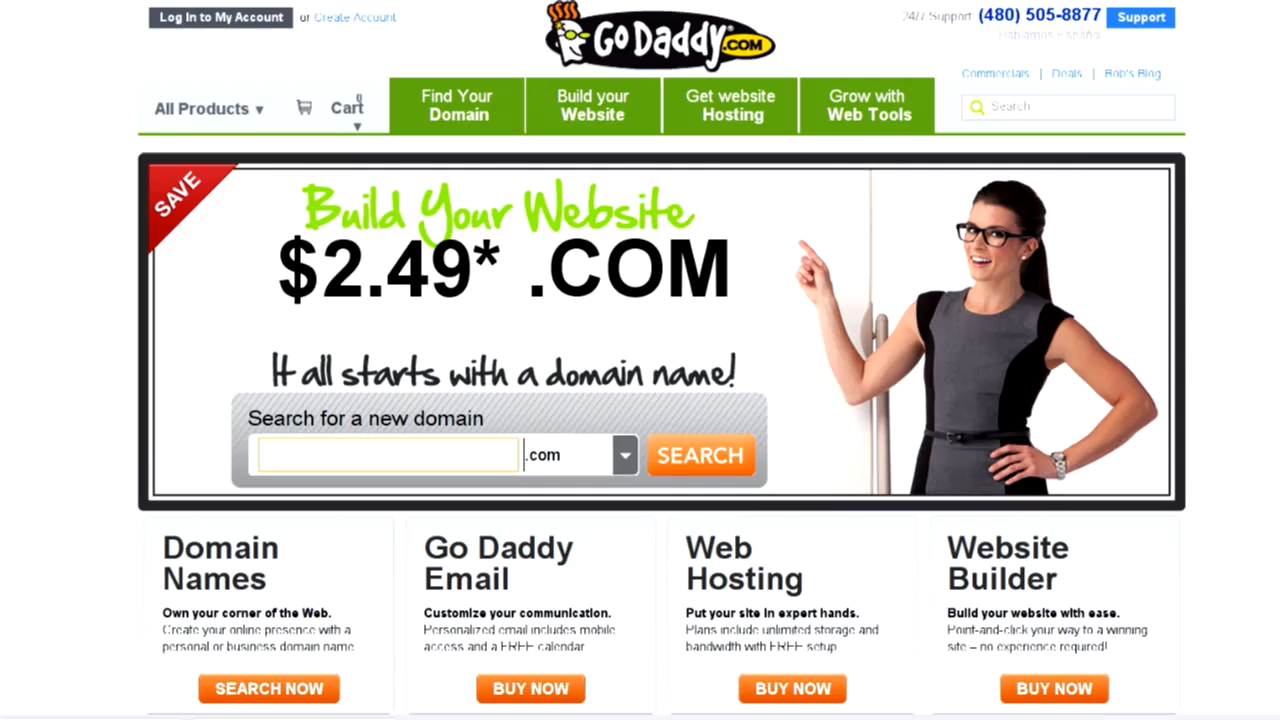 Log In to My Account or Create Account
GoDaddy.COM
24/7 Support (480) 505-8877 Support
Hablamos Español
Commercials | Deals | Bob's Blog
All Products ▼
Cart 0 ▼
Find Your
Domain
Build your
Website
Get website
Hosting
Grow with
Web Tools
Search
SAVE
Build Your Website
$2.49* .COM
It all starts with a domain name!
Search for a new domain
.com
SEARCH
Domain
Names
Own your corner of the Web.
Create your online presence with a
personal or business domain name
SEARCH NOW
Go Daddy
Email
Customize your communication.
Personalized email includes mobile
access and a FREE calendar
BUY NOW
Web
Hosting
Put your site in expert hands.
Plans include unlimited storage and
bandwidth with FREE setup
BUY NOW
Website
Builder
Build your website with ease.
Point-and-click your way to a winning
site – no experience required!
BUY NOW